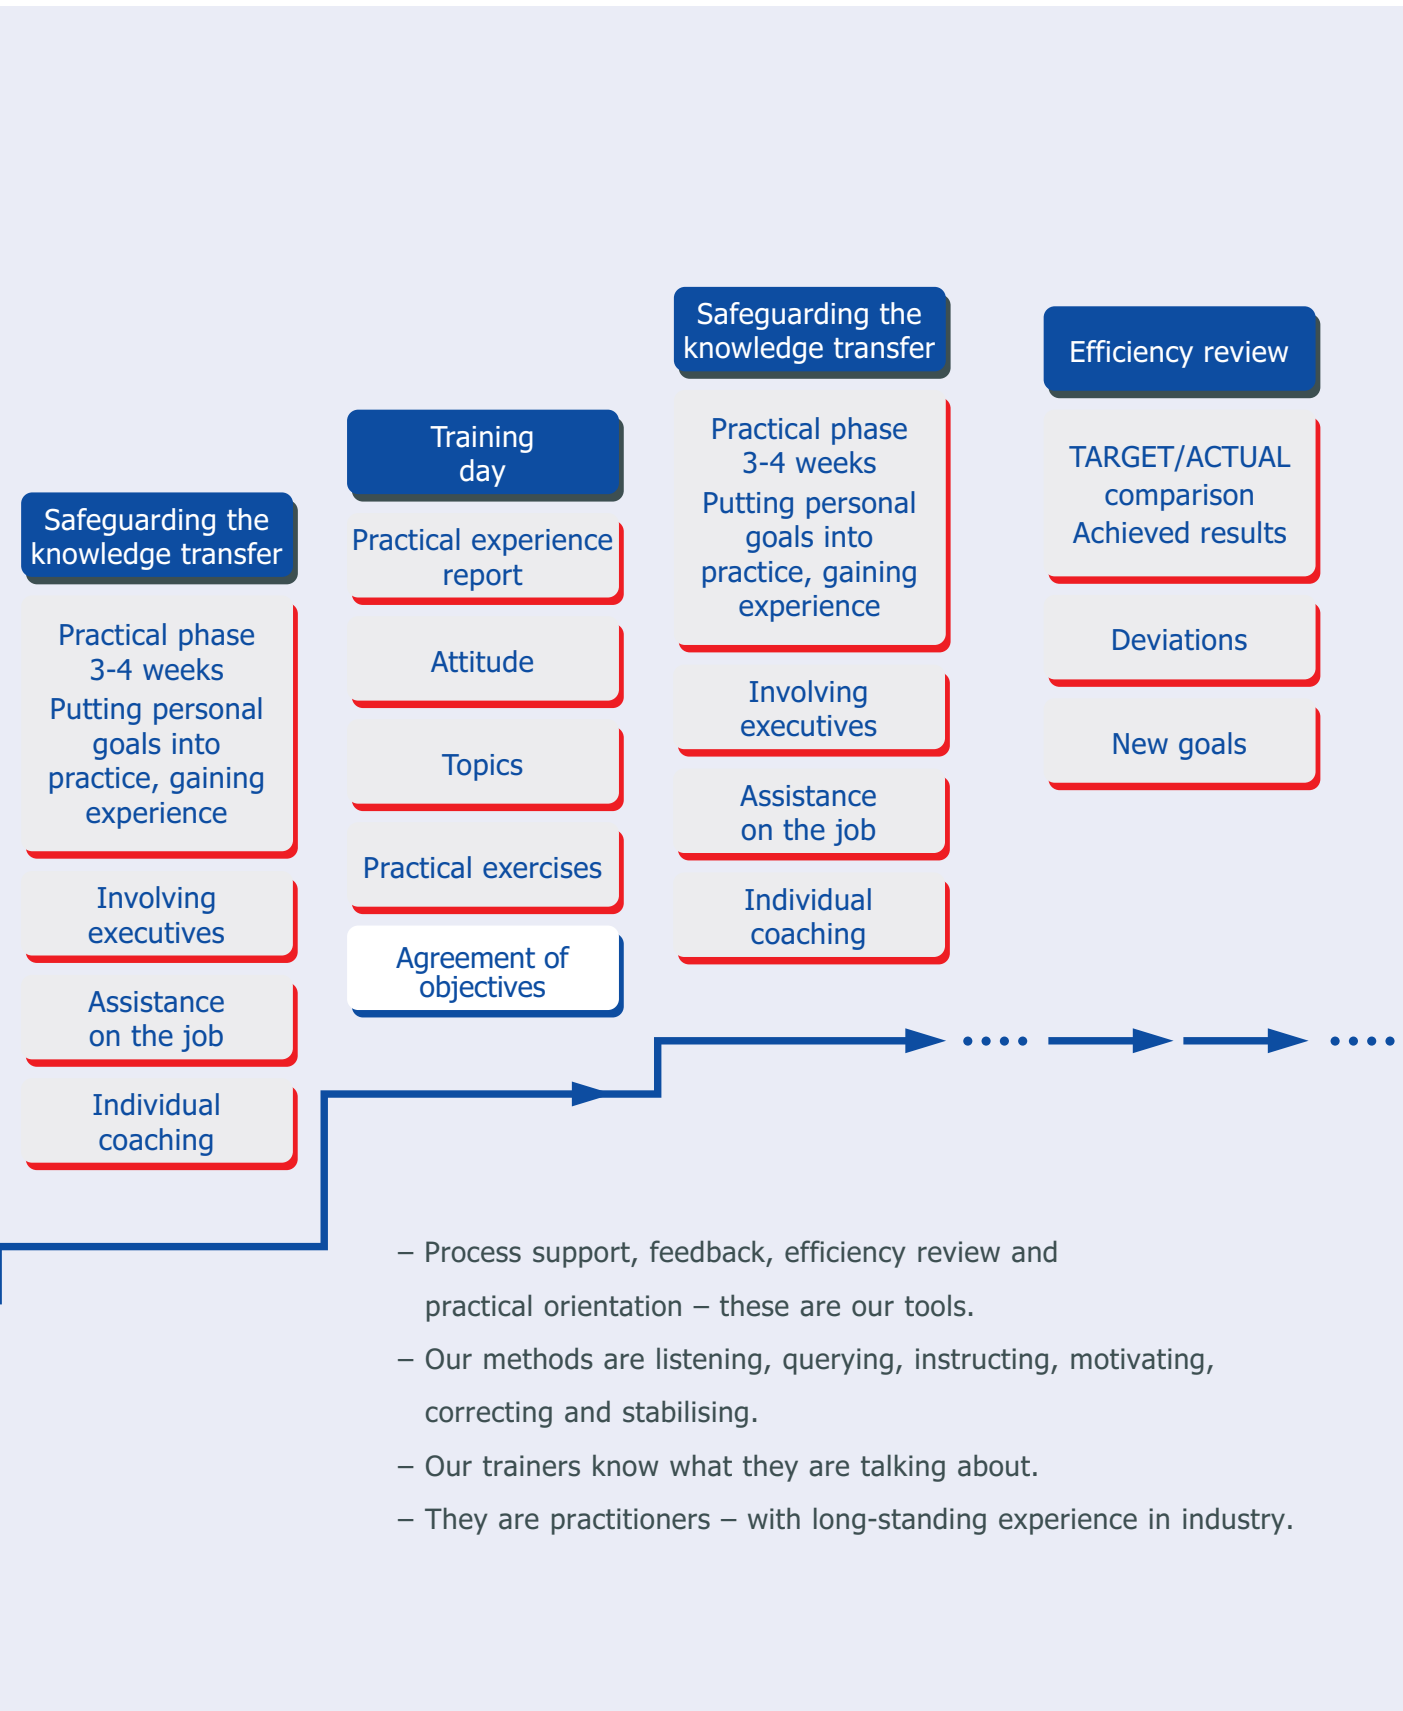 Safeguarding the
knowledge transfer
Practical phase
3-4 weeks
Putting personal
goals into
practice, gaining
experience
Involving
executives
Assistance
on the job
Individual
coaching
Training
day
Practical experience
report
Attitude
Topics
Practical exercises
Agreement of
objectives
Safeguarding the
knowledge transfer
Practical phase
3-4 weeks
Putting personal
goals into
practice, gaining
experience
Involving
executives
Assistance
on the job
Individual
coaching
Efficiency review
TARGET/ACTUAL
comparison
Achieved results
Deviations
New goals
– Process support, feedback, efficiency review and
practical orientation – these are our tools.
– Our methods are listening, querying, instructing, motivating,
correcting and stabilising.
– Our trainers know what they are talking about.
– They are practitioners – with long-standing experience in industry.